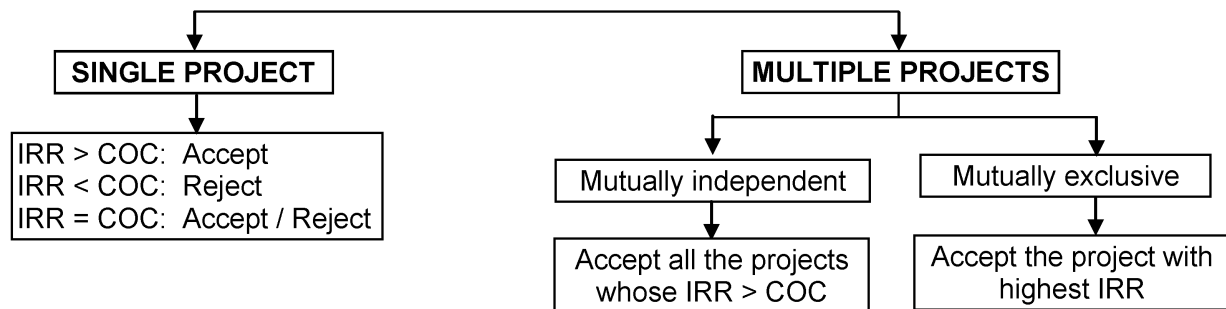 SINGLE PROJECT
IRR > COC: Accept
IRR < COC: Reject
IRR = COC: Accept / Reject
MULTIPLE PROJECTS
Mutually independent
Accept all the projects
whose IRR > COC
Mutually exclusive
Accept the project with
highest IRR